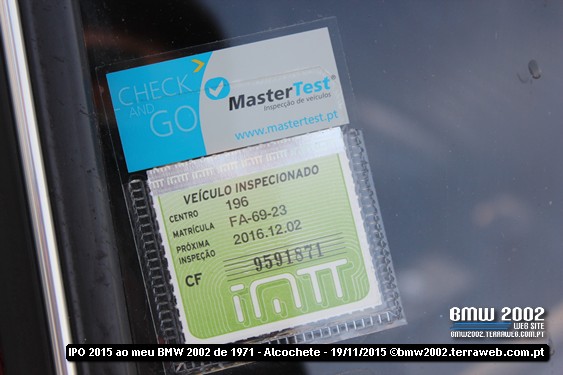 CHECK
AND
GO
MasterTest®
Inspecção de veículos
www.mastertest.pt
VEÍCULO INSPECIONADO
CENTRO 196
MATRÍCULA FA-69-23
PRÓXIMA
INSPEÇÃO 2016.12.02
CF 9591871
imtt
BMW 2002
WEB SITE
BMW2002.TERRAWEB.COM.PT
IPO 2015 ao meu BMW 2002 de 1971 - Alcochete - 19/11/2015 ©bmw2002.terraweb.com.pt